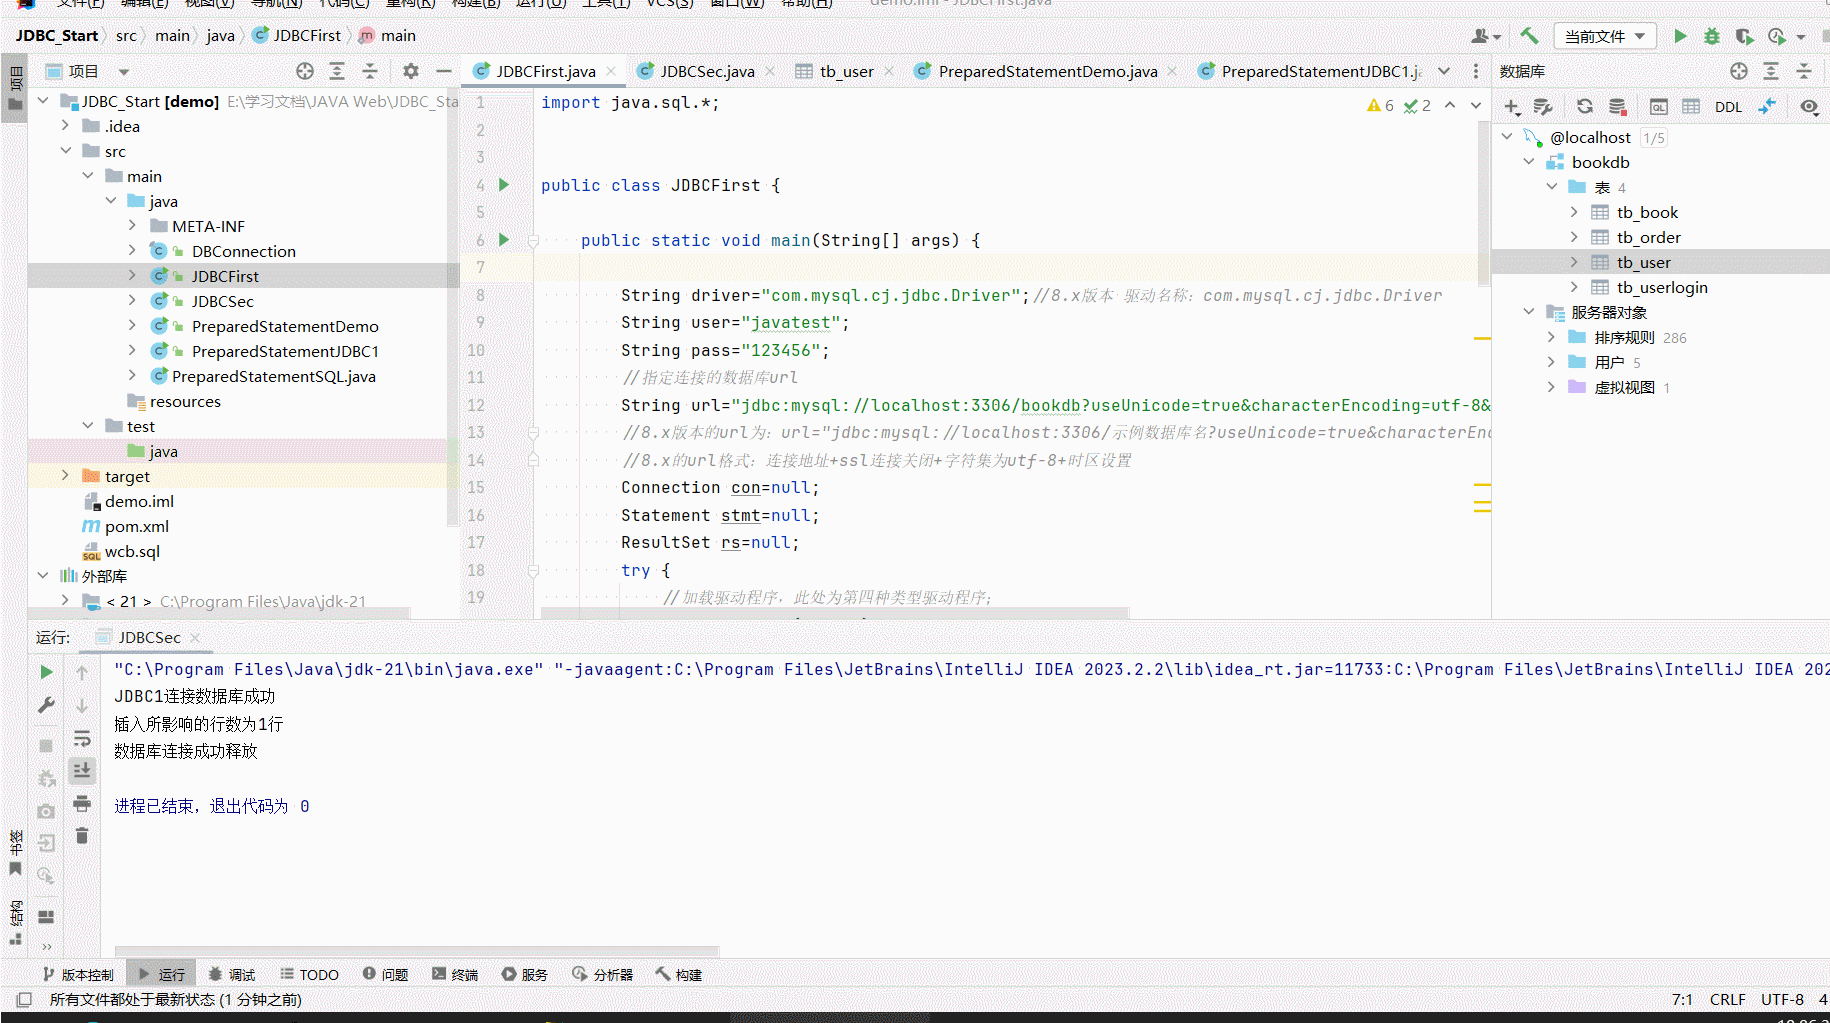 文件(F) 编辑(E) 视图(V) 导航(N) 代码(C) 重构(R) 构建(B) 运行(U) 工具(T) VCS(S) 窗口(W) 帮助(H) demo.iml - JDBCFirst.java
JDBC_Start src main java JDBCFirst main
当前文件
项目
项目
JDBC_Start [demo] E:\学习文档\JAVA Web\JDBC_Sta
.idea
src
main
java
META-INF
DBConnection
JDBCFirst
JDBCSec
PreparedStatementDemo
PreparedStatementJDBC1
PreparedStatementSQL.java
resources
test
java
target
demo.iml
pom.xml
wcb.sql
外部库
< 21 > C:\Program Files\Java\jdk-21
JDBCFirst.java JDBCSec.java tb_user PreparedStatementDemo.java PreparedStatementJDBC1.j
6 2
1 import java.sql.*;
2
3
4 public class JDBCFirst {
5
6 public static void main(String[] args) {
7
8 String driver="com.mysql.cj.jdbc.Driver";//8.x版本 驱动名称：com.mysql.cj.jdbc.Driver
9 String user="javatest";
10 String pass="123456";
11 //指定连接的数据库url
12 String url="jdbc:mysql://localhost:3306/bookdb?useUnicode=true&characterEncoding=utf-8&
13 //8.x版本的url为：url="jdbc:mysql://localhost:3306/示例数据库名?useUnicode=true&characterEnc
14 //8.x的url格式：连接地址+ssl连接关闭+字符集为utf-8+时区设置
15 Connection con=null;
16 Statement stmt=null;
17 ResultSet rs=null;
18 try {
19 //加载驱动程序，此处为第四种类型驱动程序；
数据库
DDL
@localhost 1/5
bookdb
表 4
tb_book
tb_order
tb_user
tb_userlogin
服务器对象
排序规则 286
用户 5
虚拟视图 1
运行: JDBCSec
"C:\Program Files\Java\jdk-21\bin\java.exe" "-javaagent:C:\Program Files\JetBrains\IntelliJ IDEA 2023.2.2\lib\idea_rt.jar=11733:C:\Program Files\JetBrains\IntelliJ IDEA 202
JDBC1连接数据库成功
插入所影响的行数为1行
数据库连接成功释放
进程已结束，退出代码为 0
书签
结构
版本控制 运行 调试 TODO 问题 终端 服务 分析器 构建
所有文件都处于最新状态 (1 分钟之前) 7:1 CRLF UTF-8 4